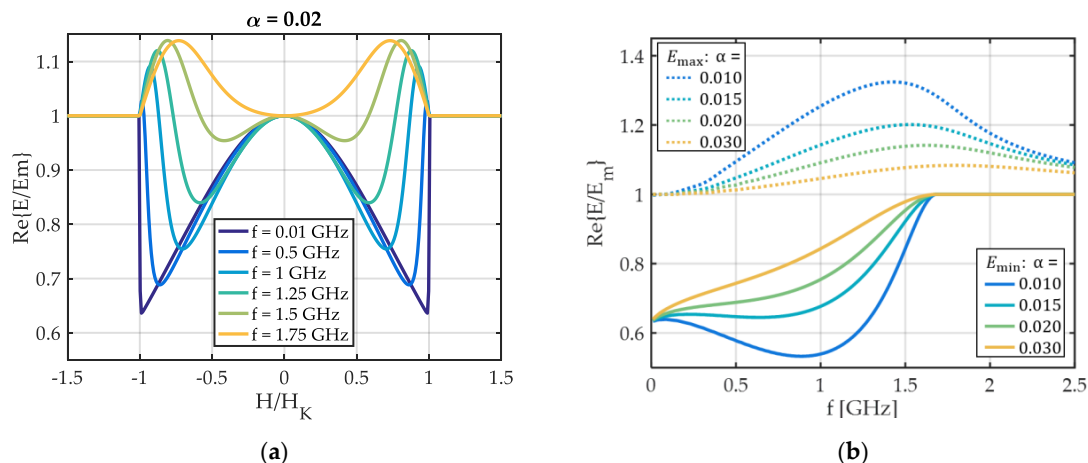 α = 0.02
Re{E/Em}
1.1
1
0.9
0.8
0.7
0.6
f = 0.01 GHz
f = 0.5 GHz
f = 1 GHz
f = 1.25 GHz
f = 1.5 GHz
f = 1.75 GHz
-1.5 -1 -0.5 0 0.5 1 1.5
H/H_K
(a)
Re{E/E_m}
1.4
1.2
1
0.8
0.6
E_max: α =
0.010
0.015
0.020
0.030
E_min: α =
0.010
0.015
0.020
0.030
0 0.5 1 1.5 2 2.5
f [GHz]
(b)